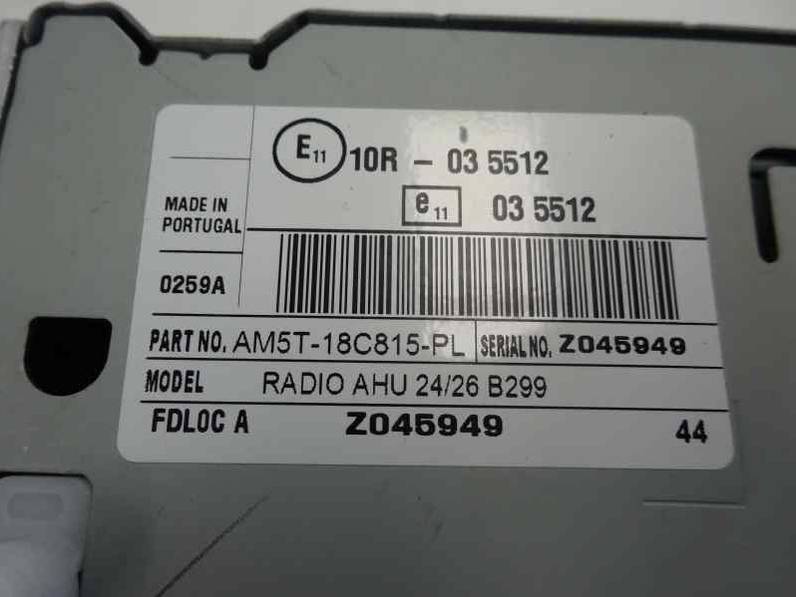 E11 10R - 03 5512
e11 03 5512
MADE IN
PORTUGAL
0259A
PART NO. AM5T-18C815-PL SERIAL NO. Z045949
MODEL RADIO AHU 24/26 B299
FDLOC A Z045949 44